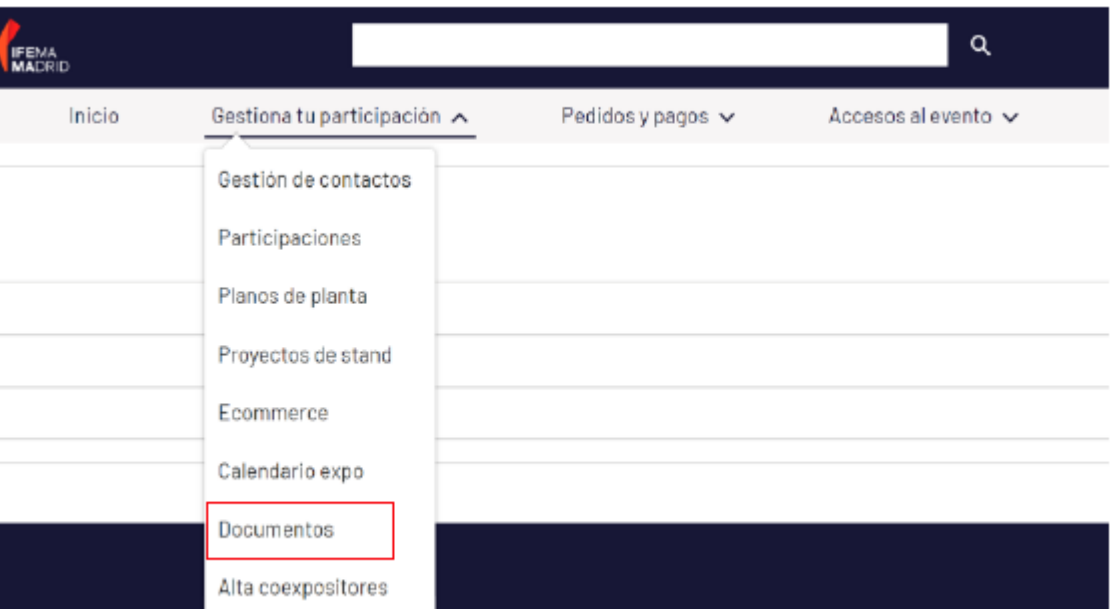 IFEMA
MADRID
Inicio
Gestiona tu participación
Pedidos y pagos
Accesos al evento
Gestión de contactos
Participaciones
Planos de planta
Proyectos de stand
Ecommerce
Calendario expo
Documentos
Alta coexpositores